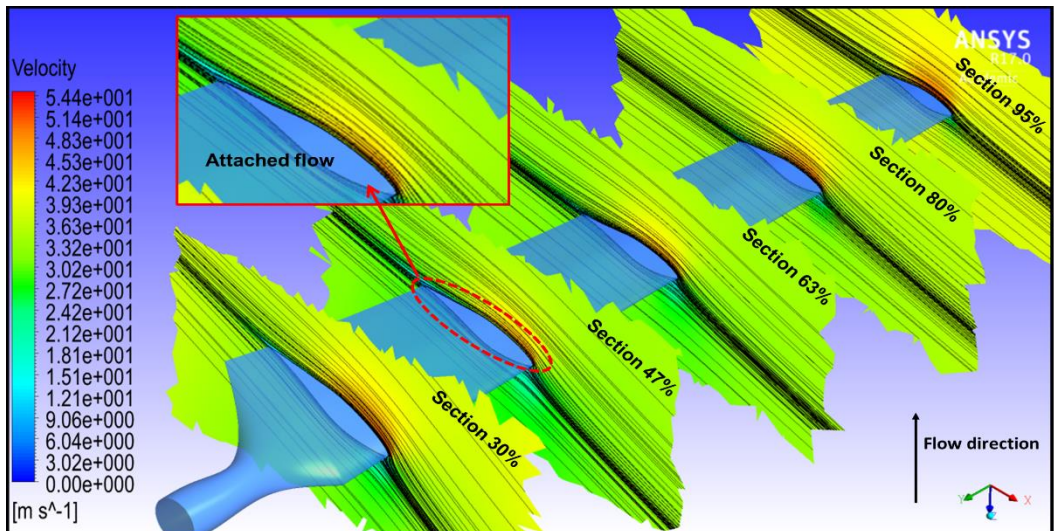 Velocity
5.44e+001
5.14e+001
4.83e+001
4.53e+001
4.23e+001
3.93e+001
3.63e+001
3.32e+001
3.02e+001
2.72e+001
2.42e+001
2.12e+001
1.81e+001
1.51e+001
1.21e+001
9.06e+000
6.04e+000
3.02e+000
0.00e+000
[m s^-1]
Attached flow
ANSYS
R17.0
Section 95%
Section 80%
Section 63%
Section 47%
Section 30%
Flow direction
Y
X
Z